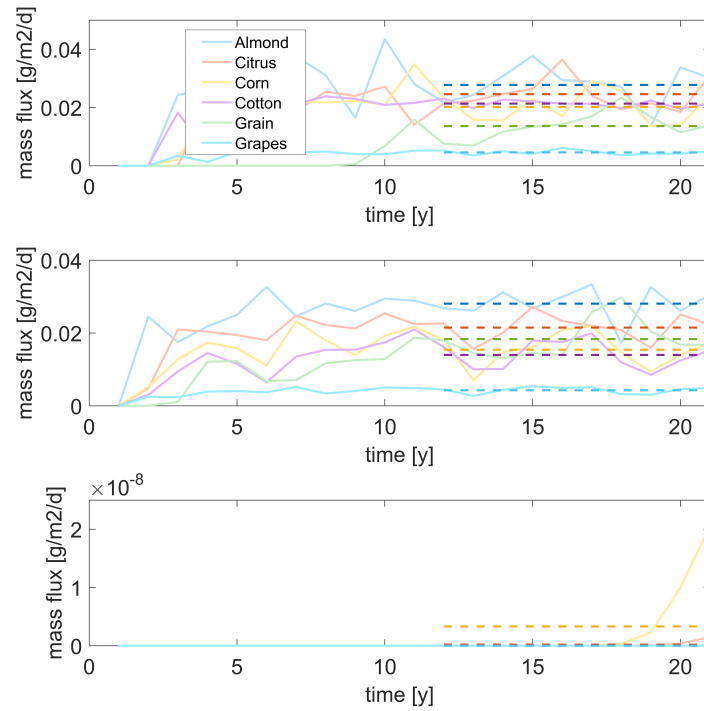 0.04
0.02
0
mass flux [g/m2/d]
Almond
Citrus
Corn
Cotton
Grain
Grapes
0 5 10 15 20
time [y]
0.04
0.02
0
mass flux [g/m2/d]
0 5 10 15 20
time [y]
×10-8
2
1
0
mass flux [g/m2/d]
0 5 10 15 20
time [y]